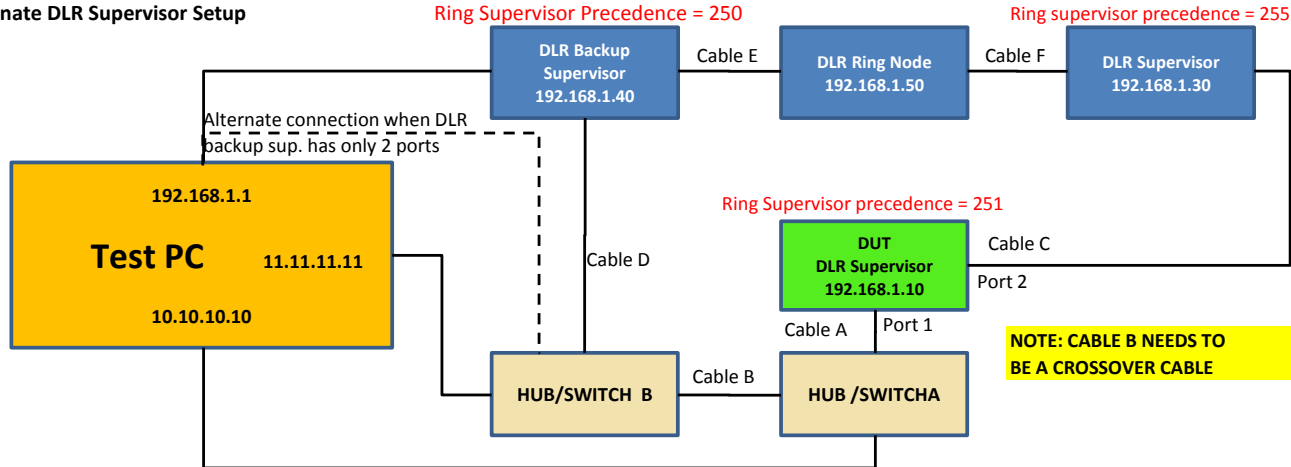 nate DLR Supervisor Setup
Ring Supervisor Precedence = 250
Ring supervisor precedence = 255
DLR Backup
Supervisor
192.168.1.40
Cable E
DLR Ring Node
192.168.1.50
Cable F
DLR Supervisor
192.168.1.30
Alternate connection when DLR
backup sup. has only 2 ports
192.168.1.1
Test PC
11.11.11.11
10.10.10.10
Cable D
Ring Supervisor precedence = 251
DUT
DLR Supervisor
192.168.1.10
Cable C
Port 2
Cable A
Port 1
NOTE: CABLE B NEEDS TO
BE A CROSSOVER CABLE
HUB/SWITCH B
Cable B
HUB /SWITCHA